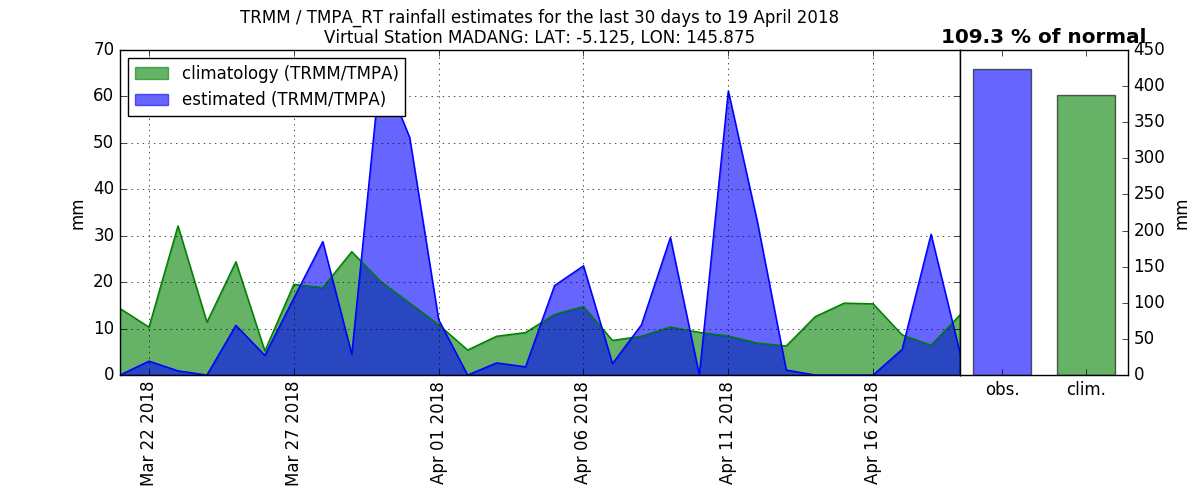 TRMM / TMPA_RT rainfall estimates for the last 30 days to 19 April 2018
Virtual Station MADANG: LAT: -5.125, LON: 145.875
109.3 % of normal
climatology (TRMM/TMPA)
estimated (TRMM/TMPA)
70
60
50
40
30
20
10
0
mm
Mar 22 2018
Mar 27 2018
Apr 01 2018
Apr 06 2018
Apr 11 2018
Apr 16 2018
450
400
350
300
250
200
150
100
50
0
mm
obs.
clim.